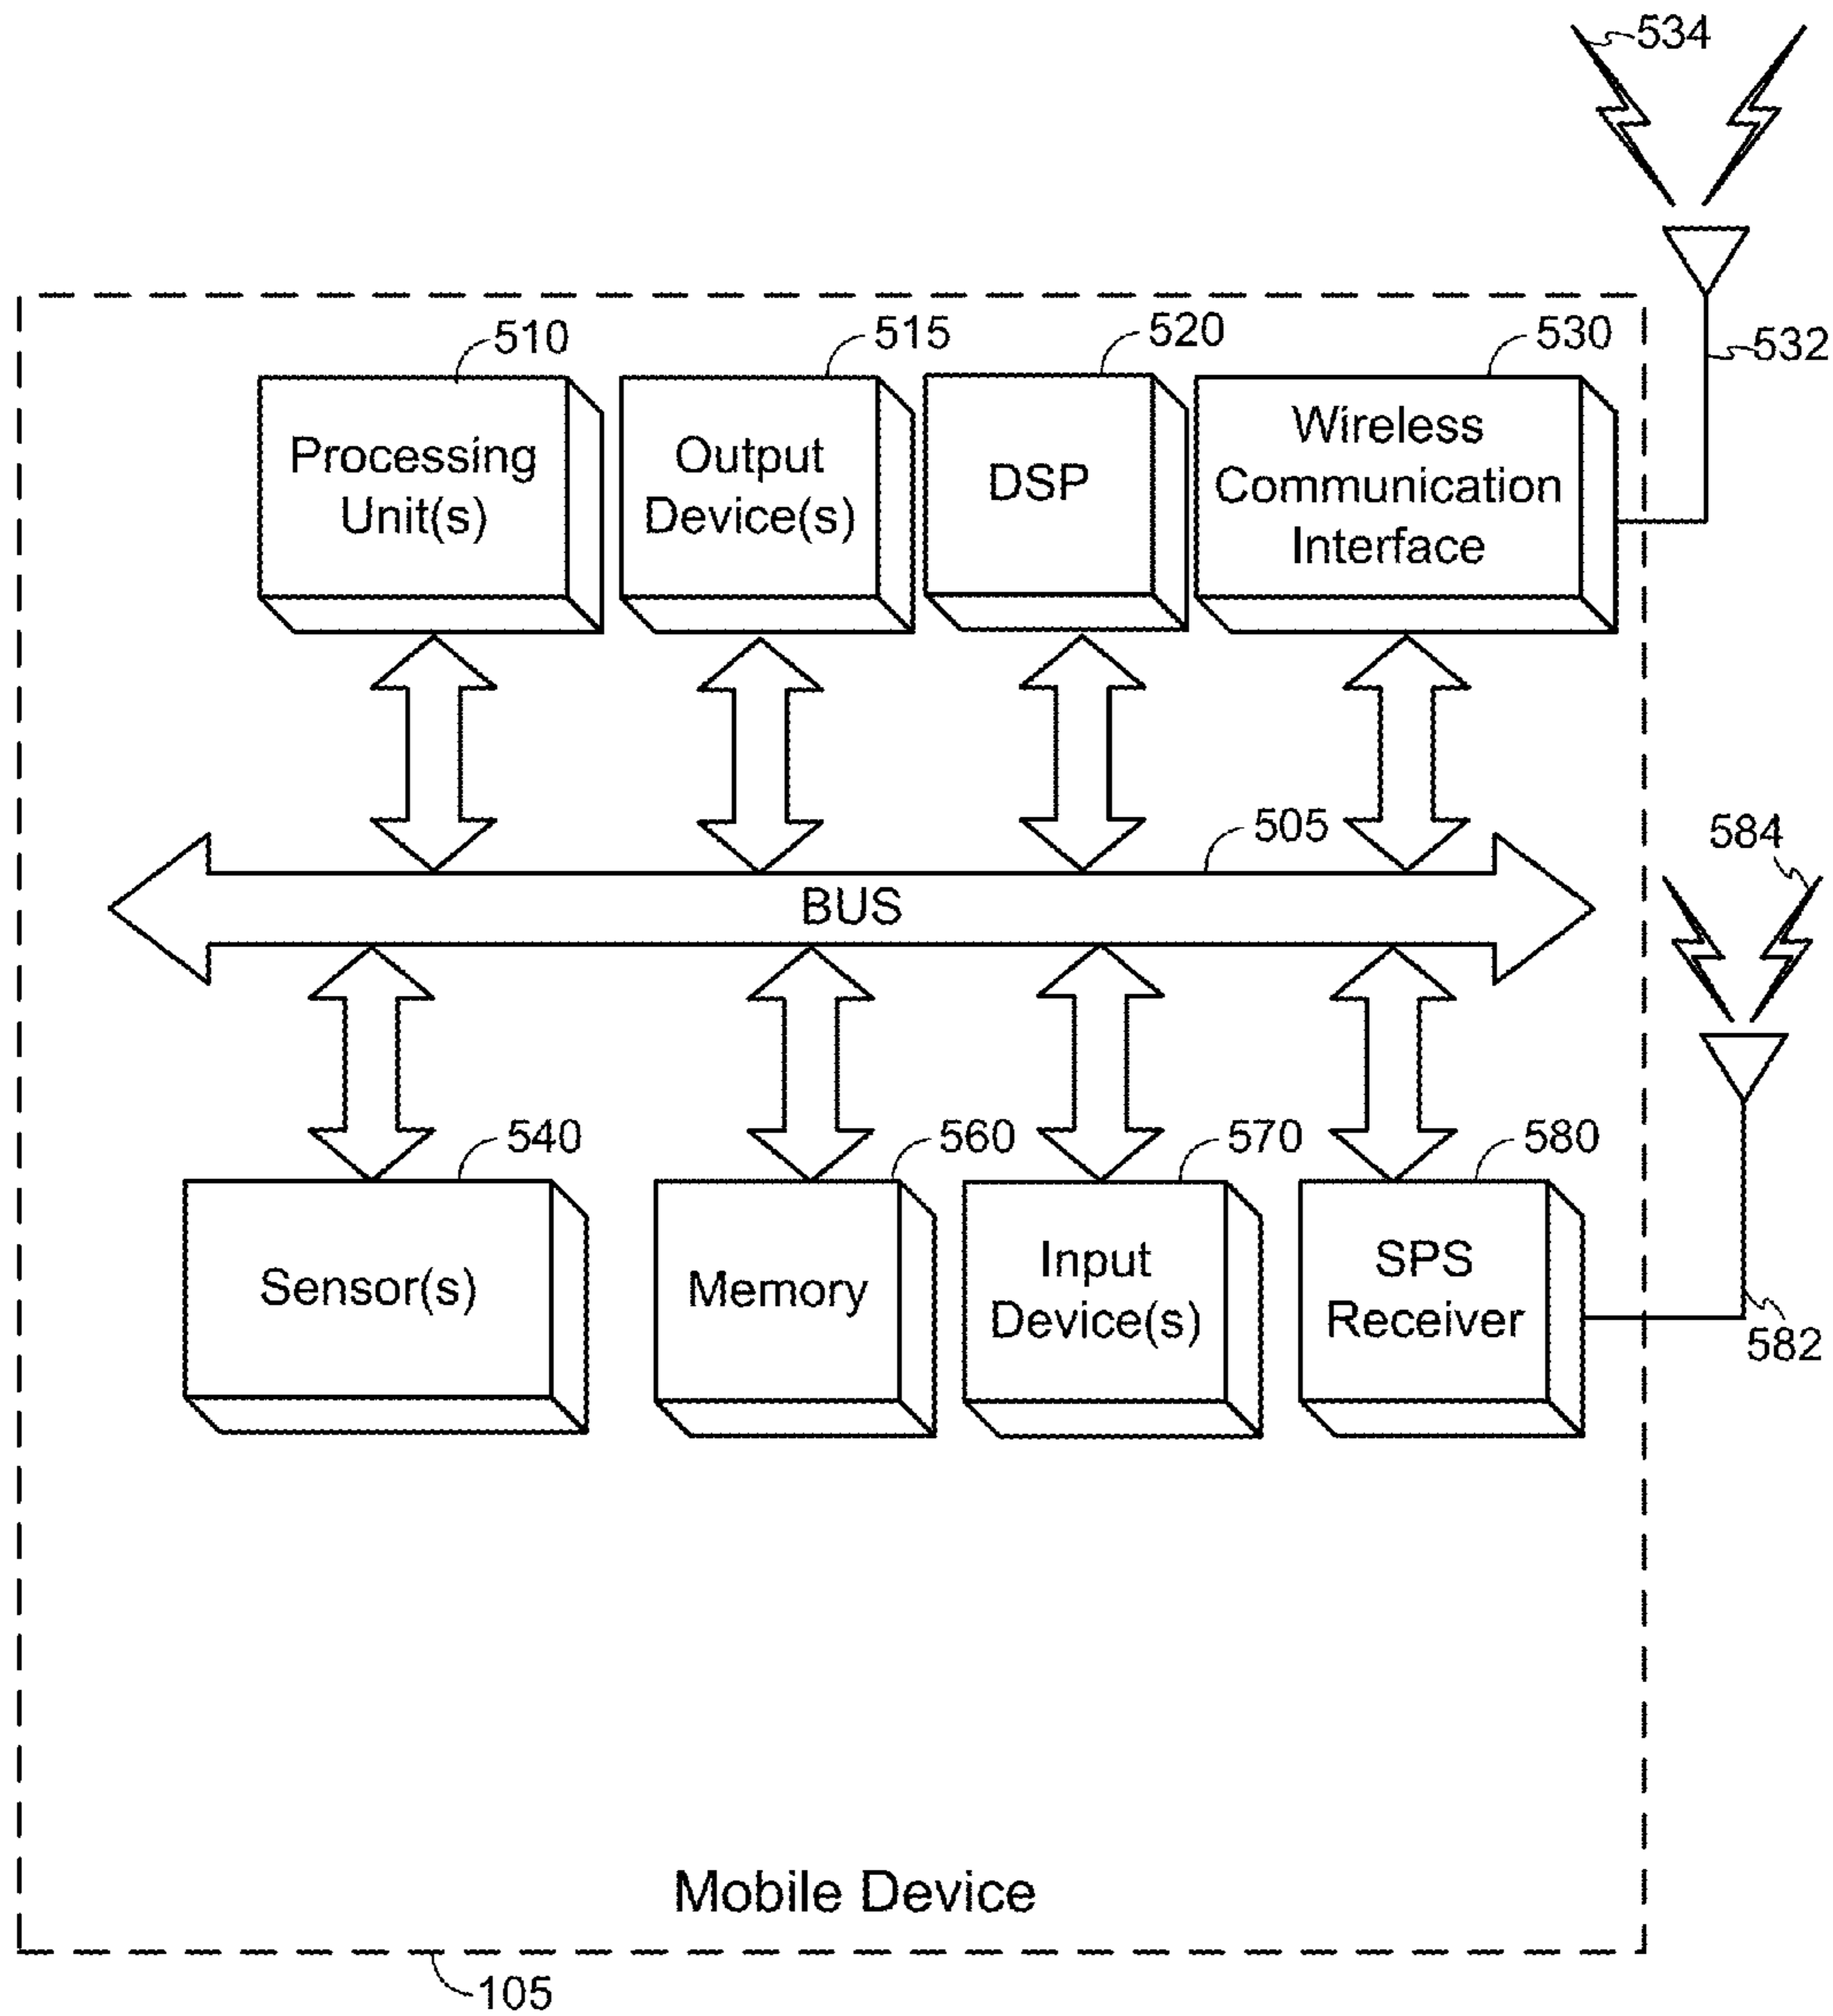 534
532
510
515
520
530
Processing
Unit(s)
Output
Device(s)
DSP
Wireless
Communication
Interface
505
BUS
584
540
560
570
580
Sensor(s)
Memory
Input
Device(s)
SPS
Receiver
582
Mobile Device
105